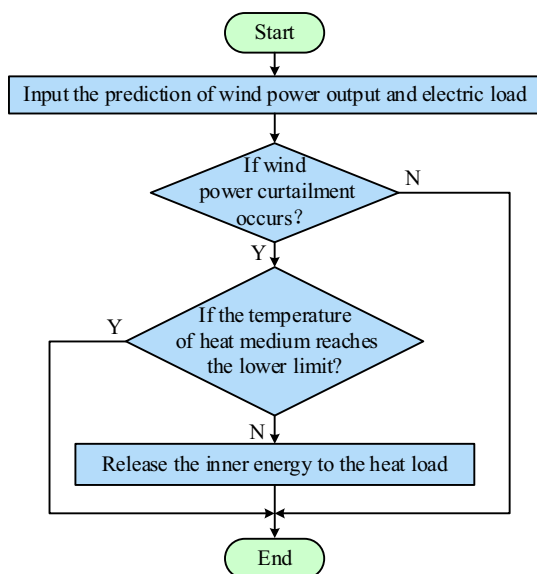 Start
Input the prediction of wind power output and electric load
If wind
power curtailment
occurs?
N
Y
If the temperature
of heat medium reaches
the lower limit?
Y
N
Release the inner energy to the heat load
End